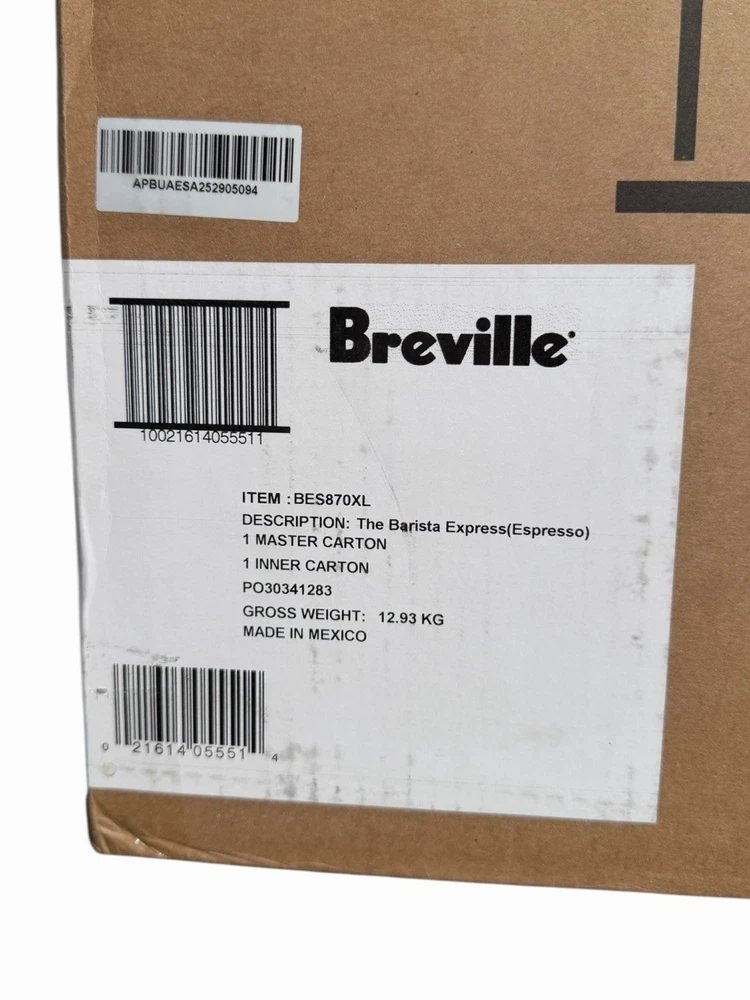 APBUAESA252905094
Breville
10021614055511
ITEM : BES870XL
DESCRIPTION: The Barista Express(Espresso)
1 MASTER CARTON
1 INNER CARTON
PO30341283
GROSS WEIGHT: 12.93 KG
MADE IN MEXICO
0 21614 05551 4